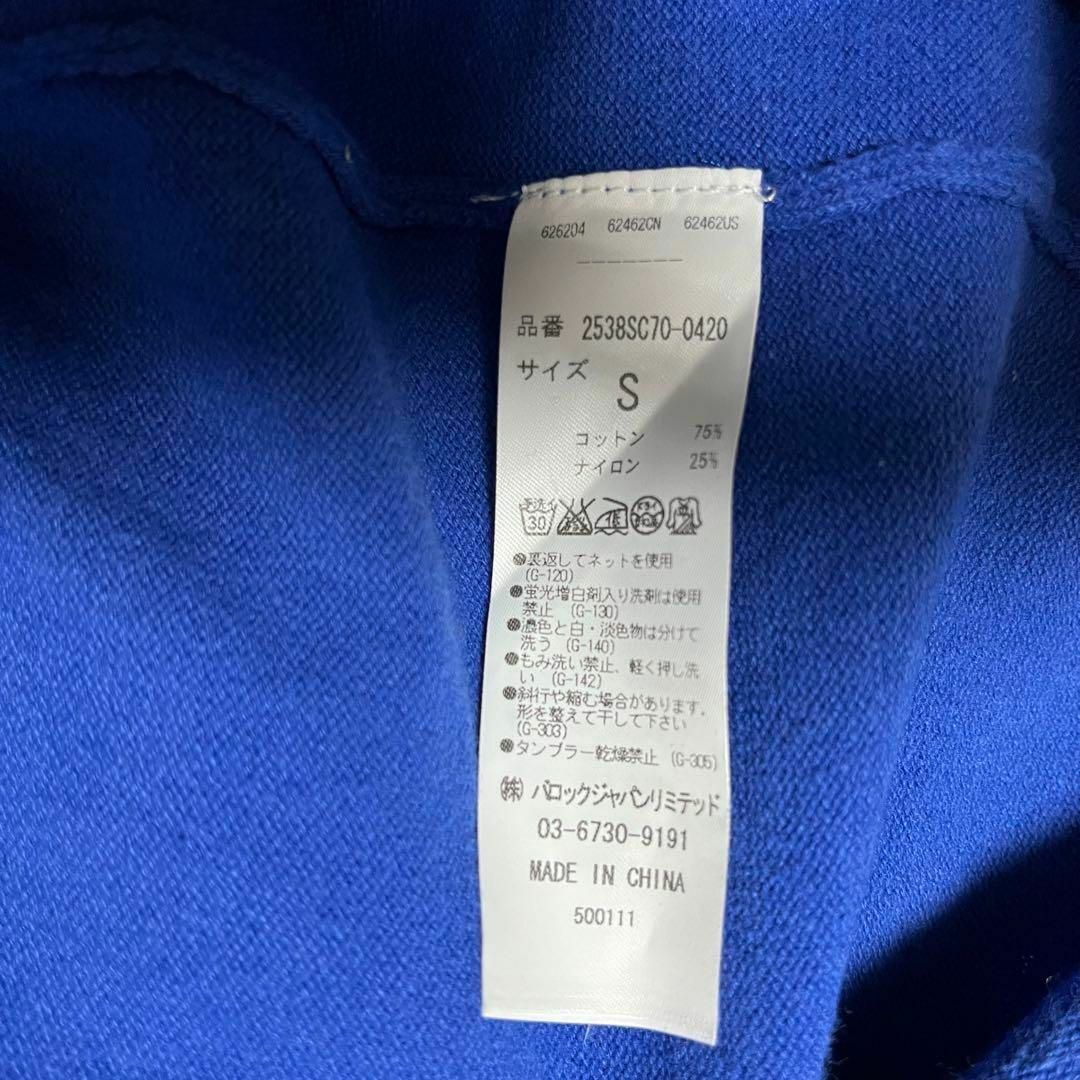 626204 62462CN 62462US
-------
品番 2538SC70-0420
サイズ S
コットン 75%
ナイロン 25%
手洗イ 30
●裏返してネットを使用
(G-120)
●蛍光増白剤入り洗剤は使用
禁止 (G-130)
●濃色と白・淡色物は分けて
洗う (G-140)
●もみ洗い禁止、軽く押し洗
い (G-142)
●斜行や縮む場合があります。
形を整えて干して下さい
(G-303)
●タンブラー乾燥禁止 (G-305)
(株) バロックジャパンリミテッド
03-6730-9191
MADE IN CHINA
500111